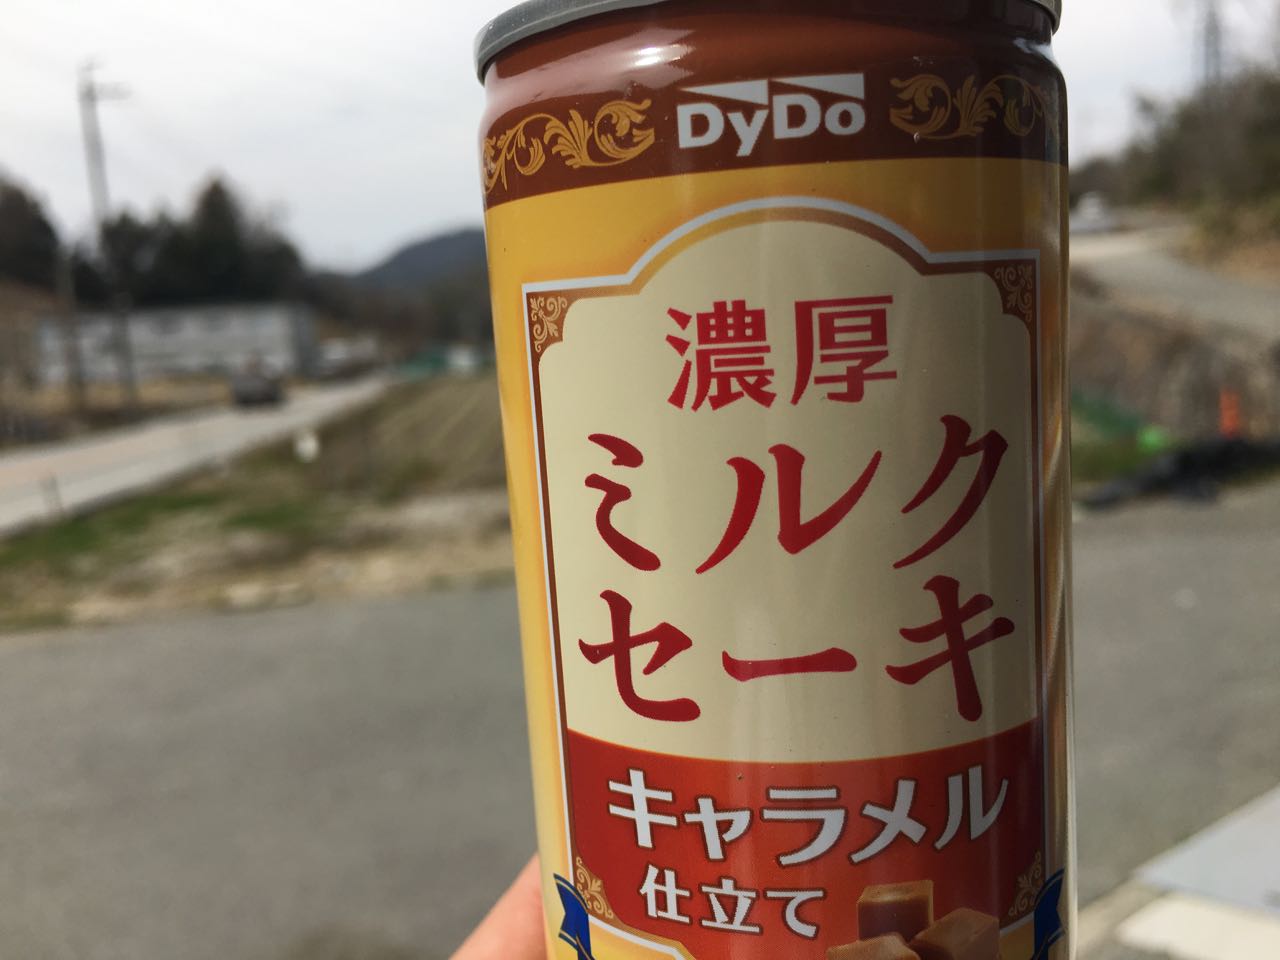 DyDo
濃厚
ミルク
セーキ
キャラメル
仕立て